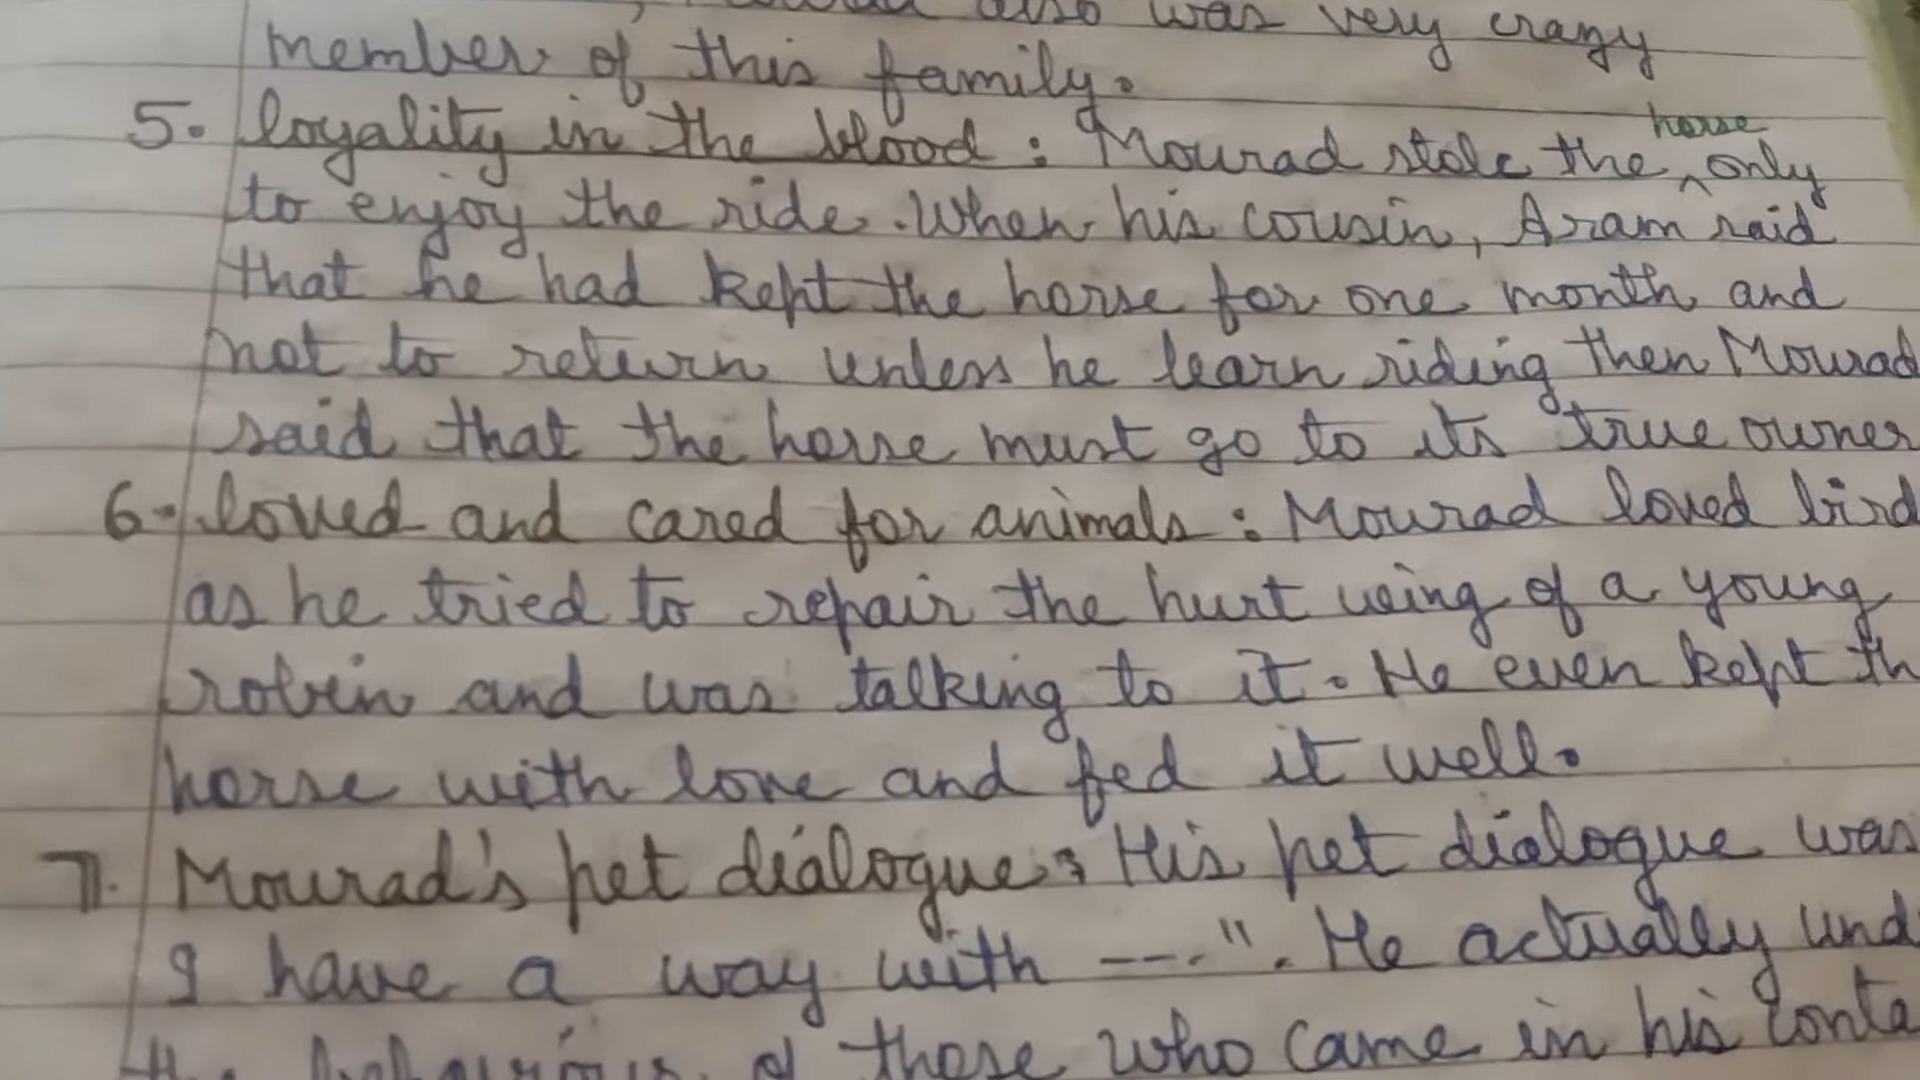 also was very crazy
member of this family.
5. loyality in the blood : Mourad stole the horse only
to enjoy the ride. When his cousin, Aram said
that he had kept the horse for one month and
not to return unless he learn riding then Mourad
said that the horse must go to its true owner
6. loved and cared for animals : Mourad loved bird
as he tried to repair the hurt wing of a young
robin and was talking to it. He even kept th
horse with love and fed it well.
7. Mourad's pet dialogue : His pet dialogue was
I have a way with ---.". He actually und
those who came in his conta